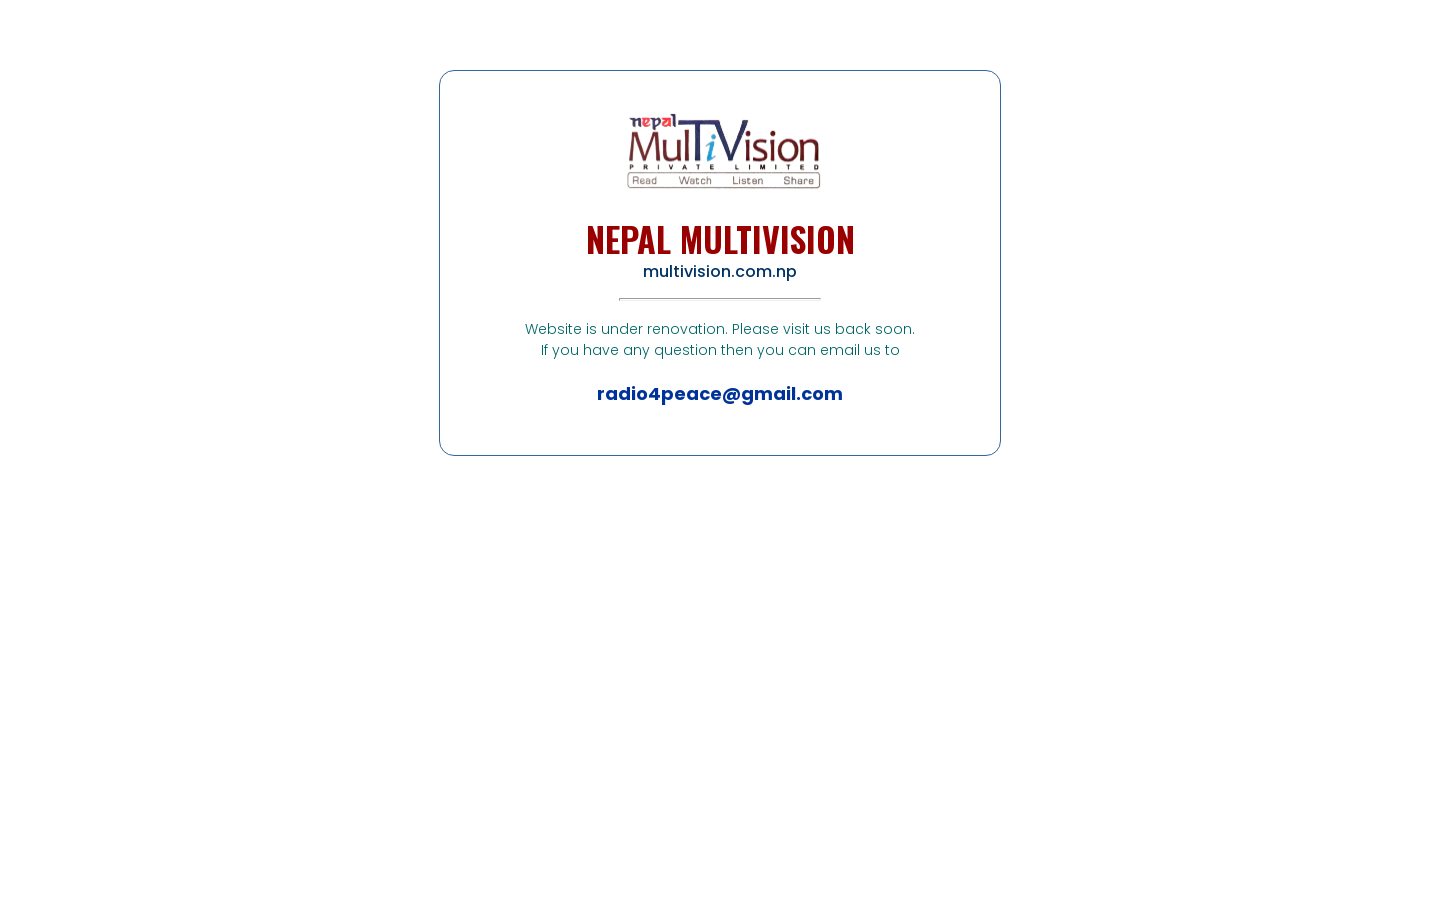 nepal
MulTiVision
PRIVATE LIMITED
Read Watch Listen Share
NEPAL MULTIVISION
multivision.com.np
Website is under renovation. Please visit us back soon.
If you have any question then you can email us to
radio4peace@gmail.com